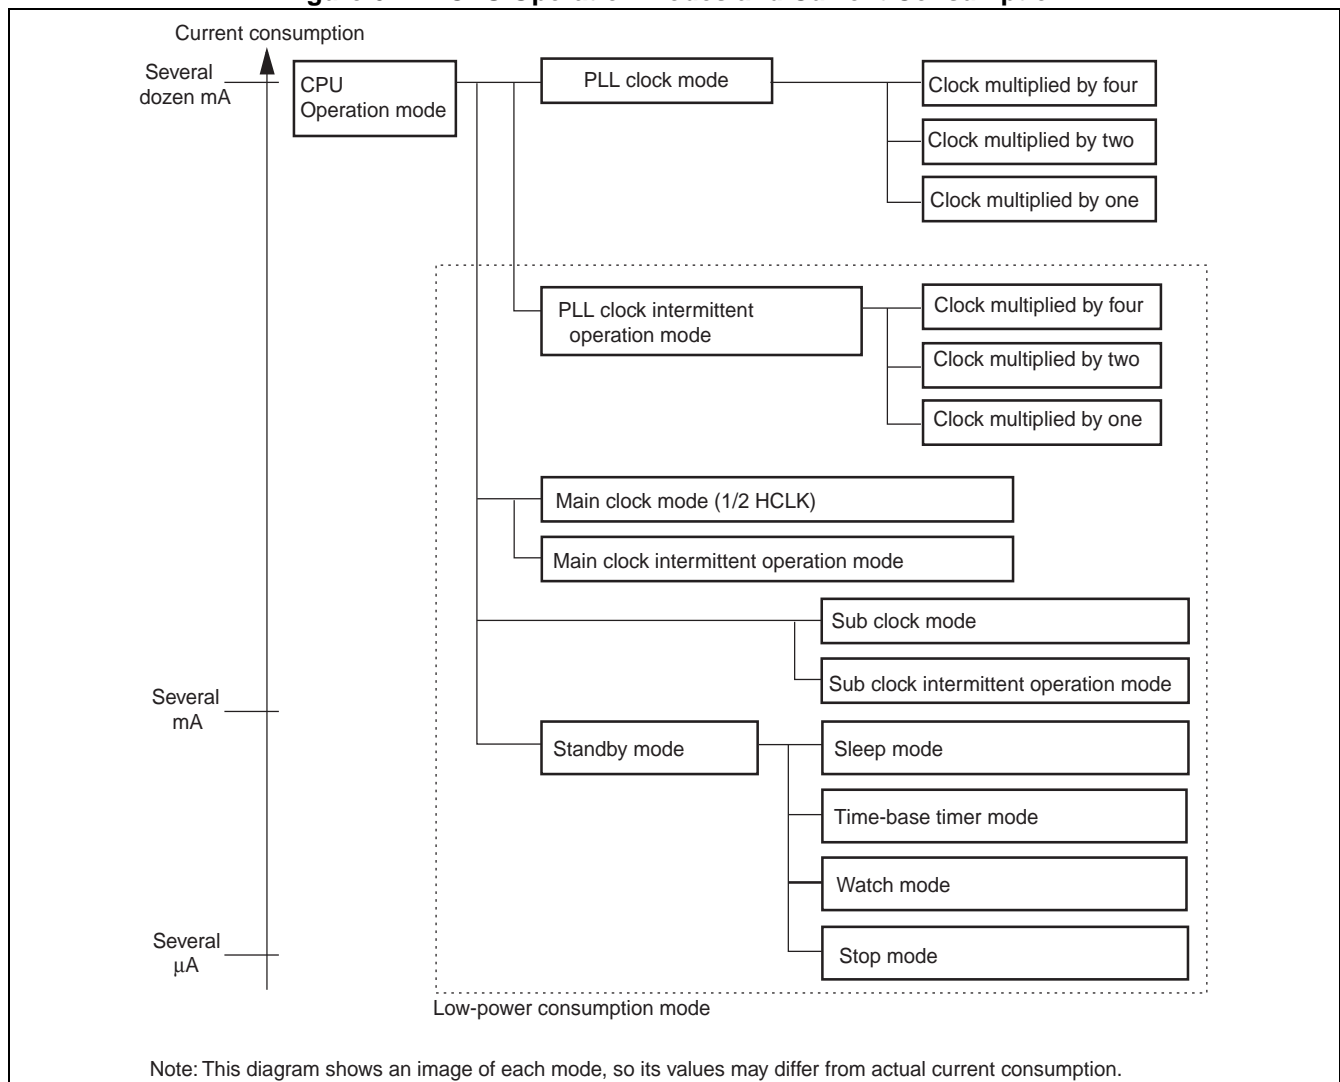 Current consumption
Several
dozen mA
CPU
Operation mode
PLL clock mode
Clock multiplied by four
Clock multiplied by two
Clock multiplied by one
PLL clock intermittent
operation mode
Clock multiplied by four
Clock multiplied by two
Clock multiplied by one
Main clock mode (1/2 HCLK)
Main clock intermittent operation mode
Sub clock mode
Sub clock intermittent operation mode
Several
mA
Standby mode
Sleep mode
Time-base timer mode
Watch mode
Several
μA
Stop mode
Low-power consumption mode
Note: This diagram shows an image of each mode, so its values may differ from actual current consumption.